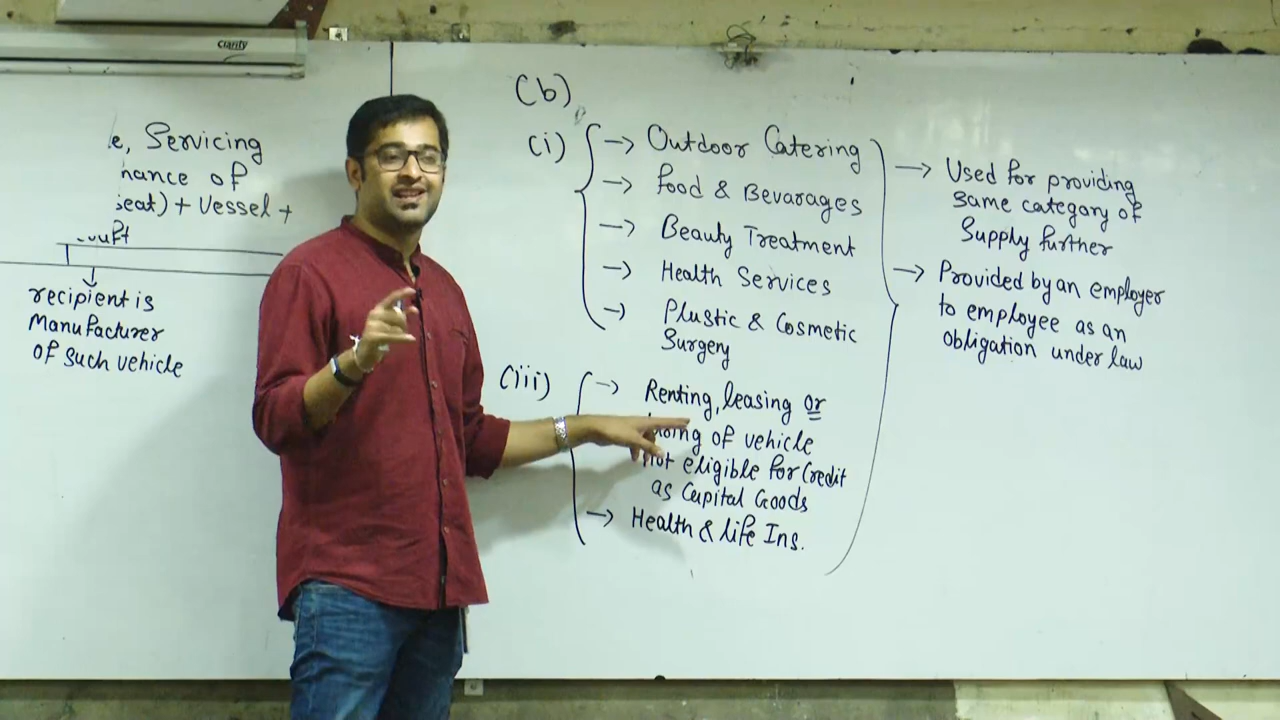 clarity
Servicing
of
+ Vessel +
recipient is
Manufacturer
Of Such vehicle
(b)
(i)
→ Outdoor Catering
→ Food & Bevarages
→ Beauty Treatment
→ Health Services
→ Plastic & Cosmetic
Surgery
(iii)
→ Renting, leasing or
of vehicle
not eligible for Credit
as Capital Goods
→ Health & life Ins.
→ Used for providing
same category of
Supply further
→ Provided by an employer
to employee as an
obligation under law